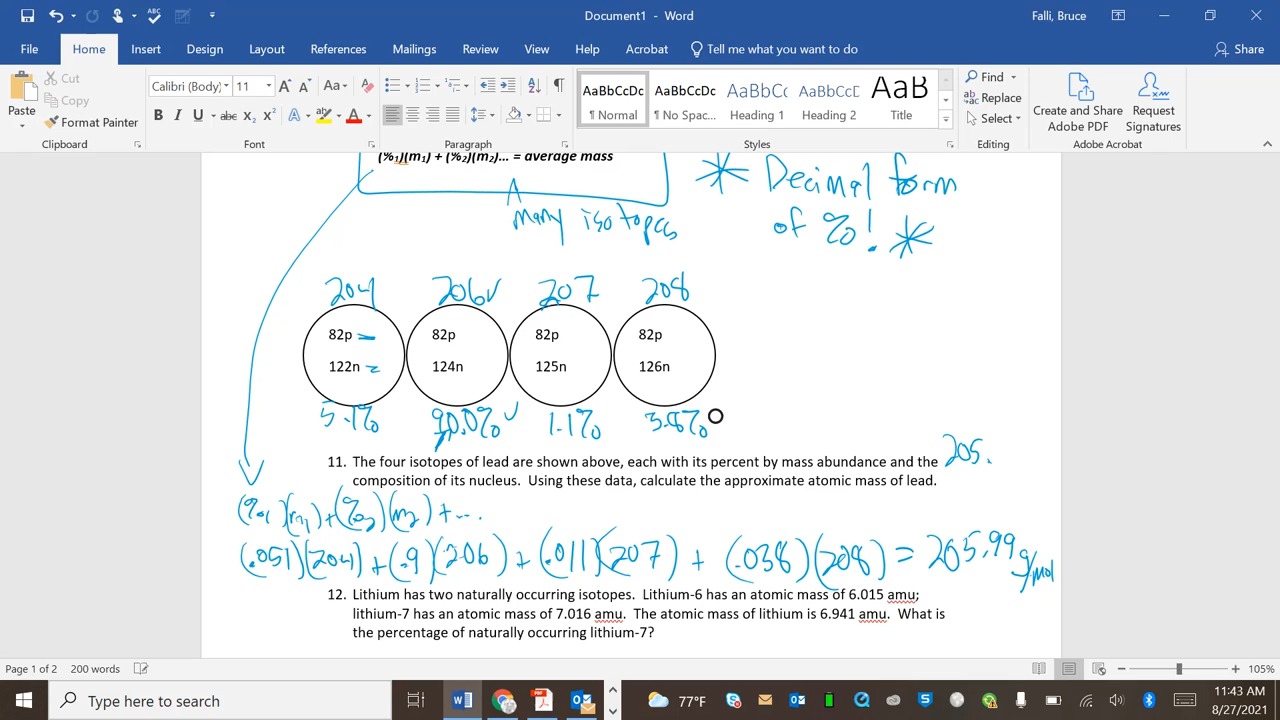 Document1 - Word
Falli, Bruce
File Home Insert Design Layout References Mailings Review View Help Acrobat Tell me what you want to do Share
Paste
Cut
Copy
Format Painter
Clipboard
Calibri (Body) 11
Font
Paragraph
AaBbCcDc AaBbCcDc AaBbCc AaBbCcD AaB
¶ Normal ¶ No Spac... Heading 1 Heading 2 Title
Styles
Find
Replace
Select
Editing
Create and Share Adobe PDF
Request Signatures
Adobe Acrobat
(%₁)(m₁) + (%₂)(m₂)... = average mass
many isotopes
* Decimal form
of %! *
204 206✓ 207 208
82p 82p 82p 82p
122n 124n 125n 126n
5.1% 90.0% ✓ 1.1% 3.8%
11. The four isotopes of lead are shown above, each with its percent by mass abundance and the 205.
composition of its nucleus. Using these data, calculate the approximate atomic mass of lead.
(%₁)(m₁)+(%₂)(m₂)+...
(.051)(204)+(.9)(206)+(.011)(207)+(.038)(208)=205.99 g/mol
12. Lithium has two naturally occurring isotopes. Lithium-6 has an atomic mass of 6.015 amu;
lithium-7 has an atomic mass of 7.016 amu. The atomic mass of lithium is 6.941 amu. What is
the percentage of naturally occurring lithium-7?
Page 1 of 2 200 words 105%
Type here to search
77°F
11:43 AM
8/27/2021